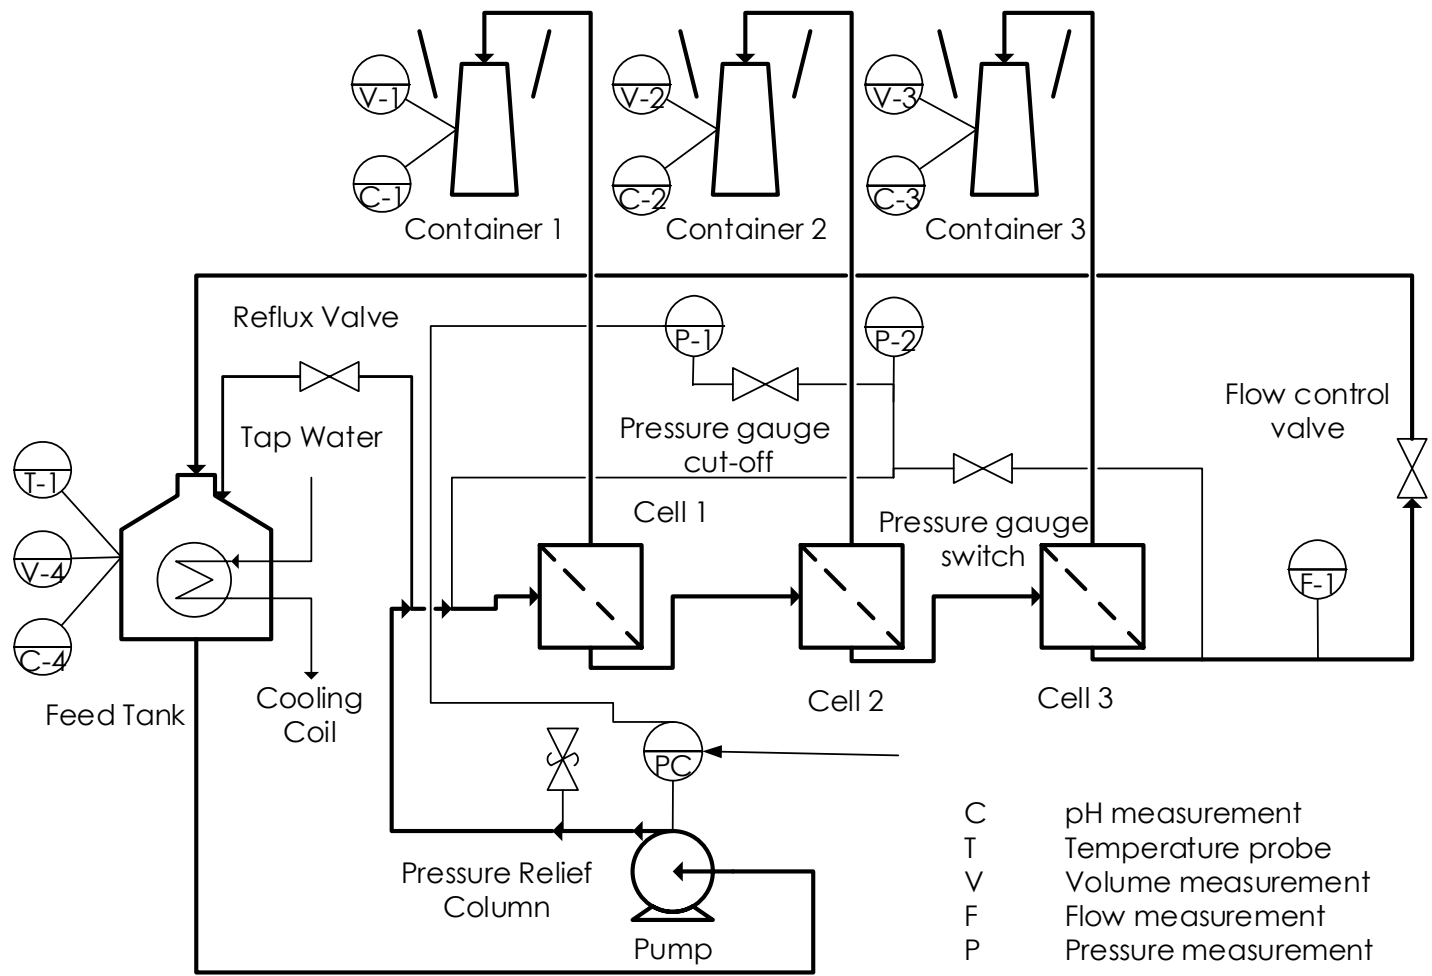 V-1
V-2
V-3
C-1
C-2
C-3
Container 1
Container 2
Container 3
Reflux Valve
P-1
P-2
Flow control
valve
Tap Water
Pressure gauge
cut-off
T-1
Cell 1
Pressure gauge
switch
V-4
F-1
C-4
Feed Tank
Cooling
Coil
Cell 2
Cell 3
PC
Pressure Relief
Column
Pump
C pH measurement
T Temperature probe
V Volume measurement
F Flow measurement
P Pressure measurement